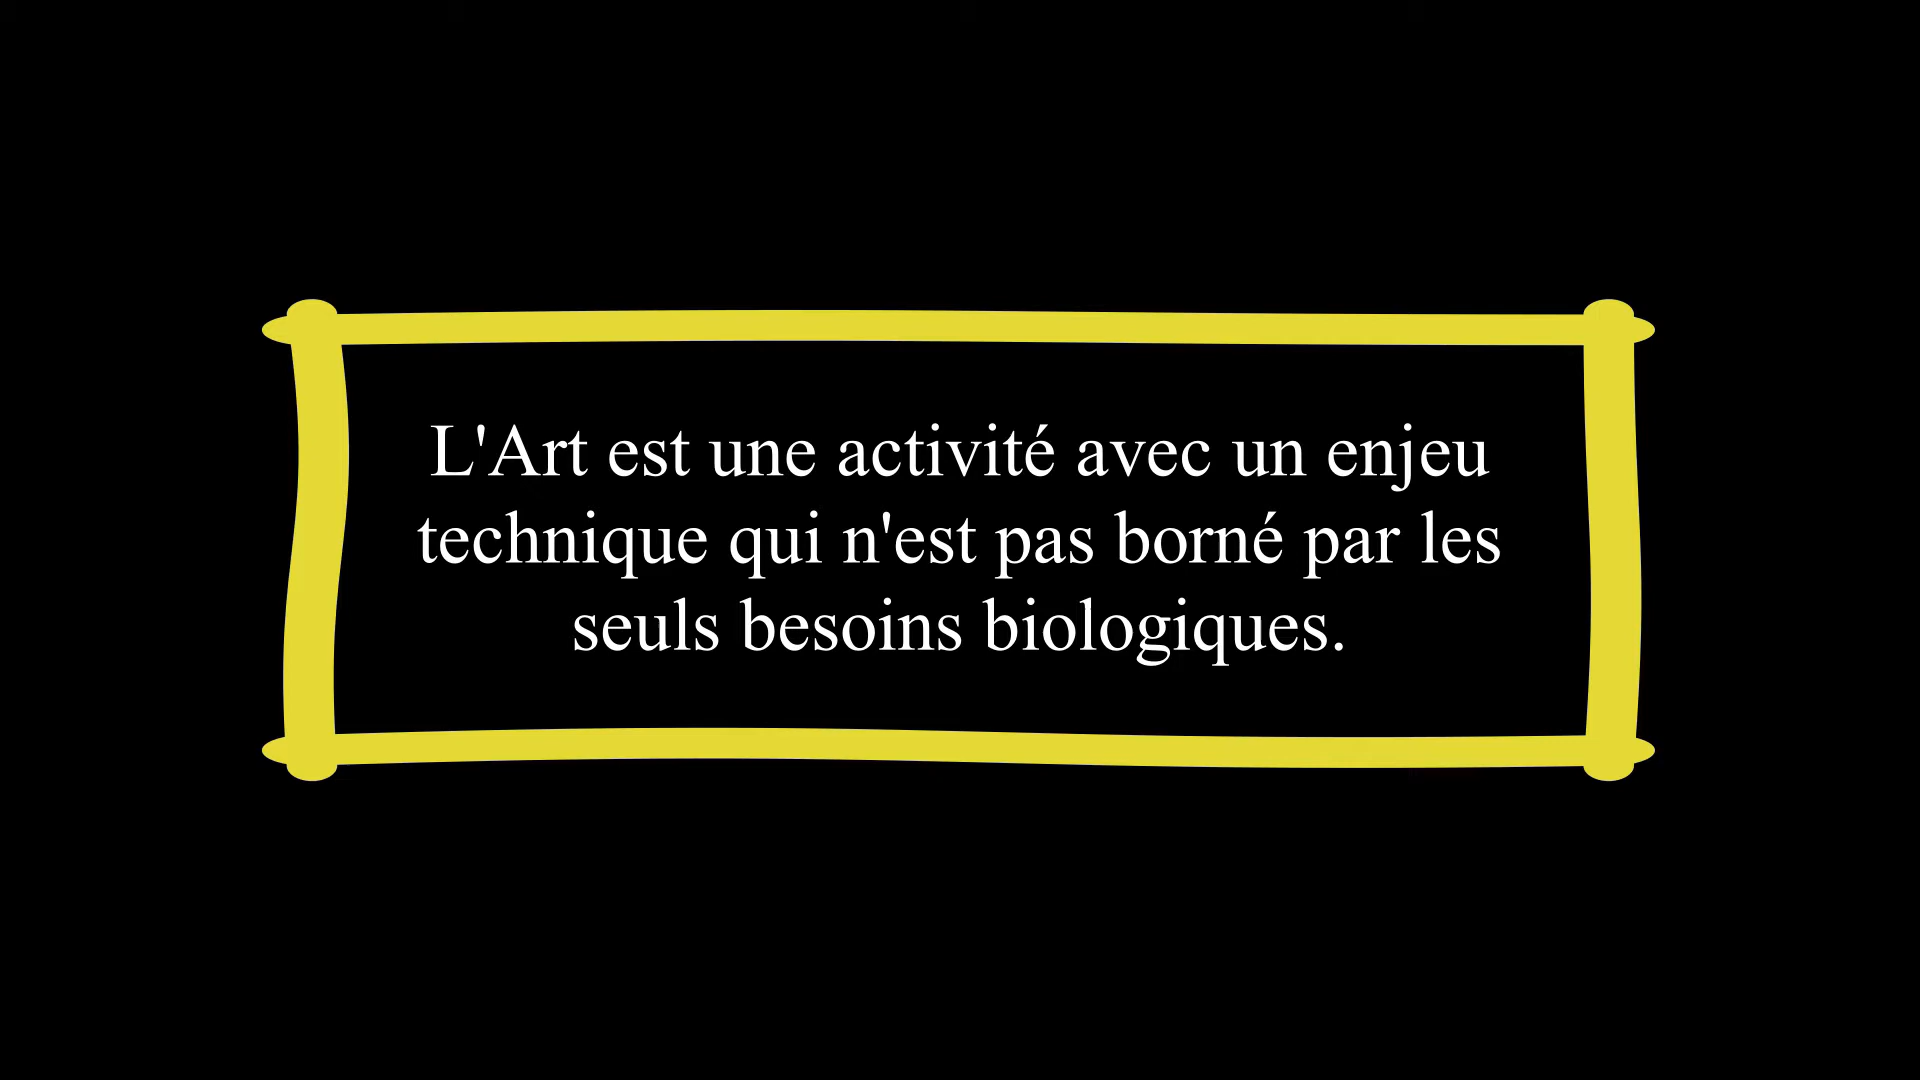 L'Art est une activité avec un enjeu
technique qui n'est pas borné par les
seuls besoins biologiques.